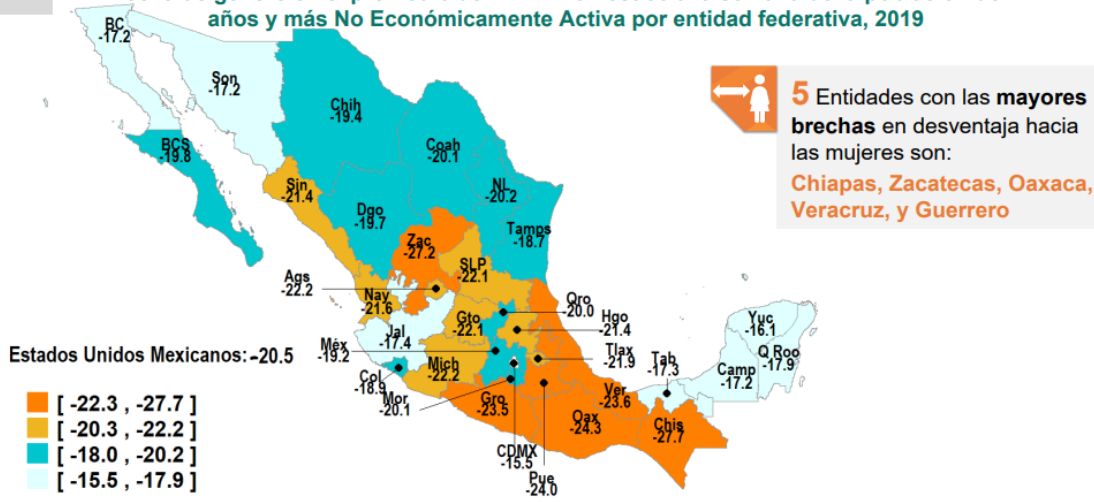 años y más No Económicamente Activa por entidad federativa, 2019
BC
-17.2
Son
-17.2
Chih
-19.4
Coah
-20.1
BCS
-19.8
NL
-20.2
Sin
-21.4
Dgo
-19.7
Tamps
-18.7
Zac
-27.2
SLP
-22.1
Ags
-22.2
Nay
-21.6
Qro
-20.0
Gto
-22.1
Hgo
-21.4
Jal
-17.4
Méx
-19.2
Tlax
-21.9
Tab
-17.3
Yuc
-16.1
Q Roo
-17.9
Camp
-17.2
Mich
-22.2
Col
-18.9
Mor
-20.1
Gro
-23.5
Ver
-23.6
Oax
-24.3
Chis
-27.7
CDMX
-15.5
Pue
-24.0
5 Entidades con las mayores
brechas en desventaja hacia
las mujeres son:
Chiapas, Zacatecas, Oaxaca,
Veracruz, y Guerrero
Estados Unidos Mexicanos: -20.5
[ -22.3 , -27.7 ]
[ -20.3 , -22.2 ]
[ -18.0 , -20.2 ]
[ -15.5 , -17.9 ]